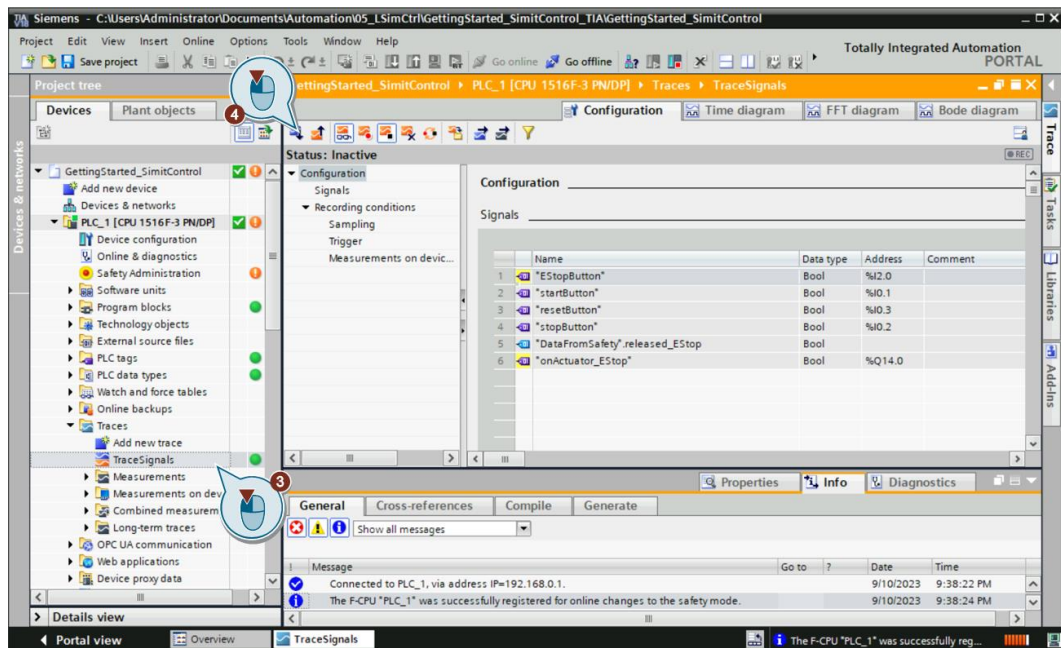 Siemens - C:\Users\Administrator\Documents\Automation\05_LSimCtrl\GettingStarted_SimitControl_TIA\GettingStarted_SimitControl
Project Edit View Insert Online Options Tools Window Help
Totally Integrated Automation
PORTAL
Save project
Go online Go offline
Project tree
GettingStarted_SimitControl PLC_1 [CPU 1516F-3 PN/DP] Traces TraceSignals
Devices Plant objects
4
Configuration Time diagram FFT diagram Bode diagram
Status: Inactive
REC
GettingStarted_SimitControl
Add new device
Devices & networks
PLC_1 [CPU 1516F-3 PN/DP]
Device configuration
Online & diagnostics
Safety Administration
Software units
Program blocks
Technology objects
External source files
PLC tags
PLC data types
Watch and force tables
Online backups
Traces
Add new trace
TraceSignals
Measurements
Measurements on dev
Combined measurem
Long-term traces
OPC UA communication
Web applications
Device proxy data
3
Details view
Devices & networks
Configuration
Signals
Recording conditions
Sampling
Trigger
Measurements on devic...
Configuration
Signals
Name Data type Address Comment
1 "EStopButton" Bool %I2.0
2 "startButton" Bool %I0.1
3 "resetButton" Bool %I0.3
4 "stopButton" Bool %I0.2
5 "DataFromSafety".released_EStop Bool
6 "onActuator_EStop" Bool %Q14.0
Trace
Tasks
Libraries
Add-Ins
Properties Info Diagnostics
General Cross-references Compile Generate
Show all messages
! Message Go to ? Date Time
Connected to PLC_1, via address IP=192.168.0.1. 9/10/2023 9:38:22 PM
The F-CPU "PLC_1" was successfully registered for online changes to the safety mode. 9/10/2023 9:38:24 PM
Portal view Overview TraceSignals The F-CPU "PLC_1" was successfully reg...